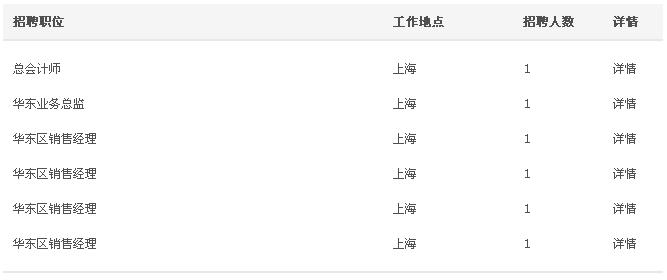 招聘职位 工作地点 招聘人数 详情
总会计师 上海 1 详情
华东业务总监 上海 1 详情
华东区销售经理 上海 1 详情
华东区销售经理 上海 1 详情
华东区销售经理 上海 1 详情
华东区销售经理 上海 1 详情